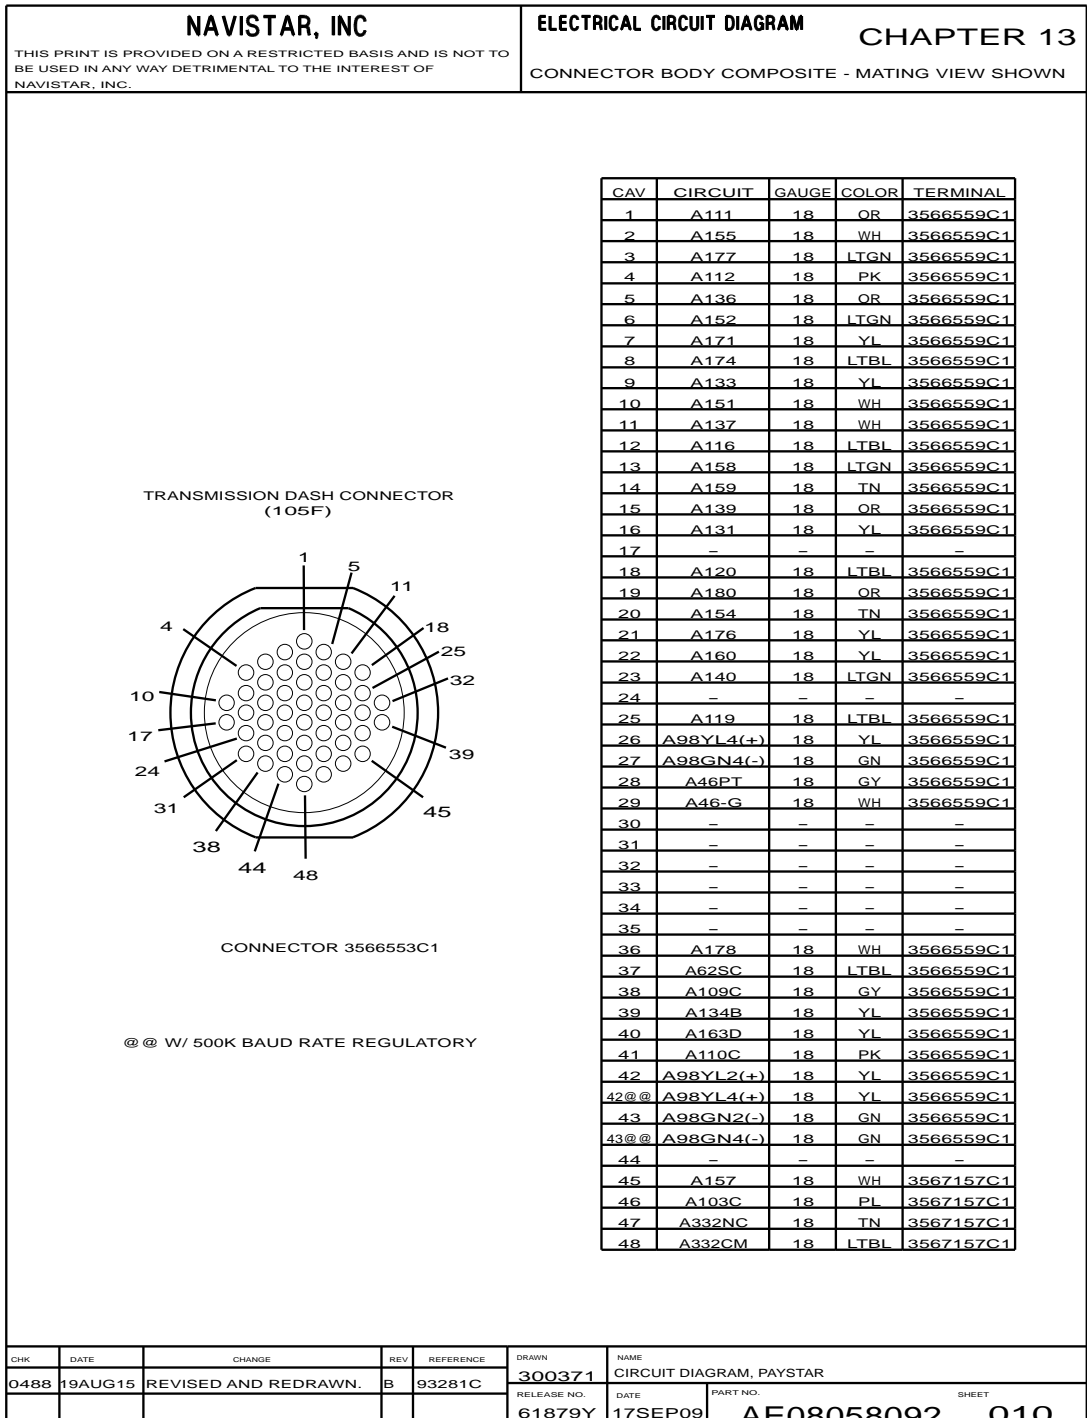 NAVISTAR, INC
THIS PRINT IS PROVIDED ON A RESTRICTED BASIS AND IS NOT TO
BE USED IN ANY WAY DETRIMENTAL TO THE INTEREST OF
NAVISTAR, INC.
ELECTRICAL CIRCUIT DIAGRAM
CHAPTER 13
CONNECTOR BODY COMPOSITE - MATING VIEW SHOWN
TRANSMISSION DASH CONNECTOR
(105F)
1
5
11
4
18
25
32
10
17
39
24
31
45
38
44
48
CONNECTOR 3566553C1
@@ W/ 500K BAUD RATE REGULATORY
CAV CIRCUIT GAUGE COLOR TERMINAL
1 A111 18 OR 3566559C1
2 A155 18 WH 3566559C1
3 A177 18 LTGN 3566559C1
4 A112 18 PK 3566559C1
5 A136 18 OR 3566559C1
6 A152 18 LTGN 3566559C1
7 A171 18 YL 3566559C1
8 A174 18 LTBL 3566559C1
9 A133 18 YL 3566559C1
10 A151 18 WH 3566559C1
11 A137 18 WH 3566559C1
12 A116 18 LTBL 3566559C1
13 A158 18 LTGN 3566559C1
14 A159 18 TN 3566559C1
15 A139 18 OR 3566559C1
16 A131 18 YL 3566559C1
17 – – – –
18 A120 18 LTBL 3566559C1
19 A180 18 OR 3566559C1
20 A154 18 TN 3566559C1
21 A176 18 YL 3566559C1
22 A160 18 YL 3566559C1
23 A140 18 LTGN 3566559C1
24 – – – –
25 A119 18 LTBL 3566559C1
26 A98YL4(+) 18 YL 3566559C1
27 A98GN4(-) 18 GN 3566559C1
28 A46PT 18 GY 3566559C1
29 A46-G 18 WH 3566559C1
30 – – – –
31 – – – –
32 – – – –
33 – – – –
34 – – – –
35 – – – –
36 A178 18 WH 3566559C1
37 A62SC 18 LTBL 3566559C1
38 A109C 18 GY 3566559C1
39 A134B 18 YL 3566559C1
40 A163D 18 YL 3566559C1
41 A110C 18 PK 3566559C1
42 A98YL2(+) 18 YL 3566559C1
42@@ A98YL4(+) 18 YL 3566559C1
43 A98GN2(-) 18 GN 3566559C1
43@@ A98GN4(-) 18 GN 3566559C1
44 – – – –
45 A157 18 WH 3567157C1
46 A103C 18 PL 3567157C1
47 A332NC 18 TN 3567157C1
48 A332CM 18 LTBL 3567157C1
CHK DATE CHANGE REV REFERENCE
0488 19AUG15 REVISED AND REDRAWN. B 93281C
DRAWN
300371
NAME
CIRCUIT DIAGRAM, PAYSTAR
RELEASE NO.
61879Y
DATE
17SEP09
PART NO.
AE08058092
SHEET
010